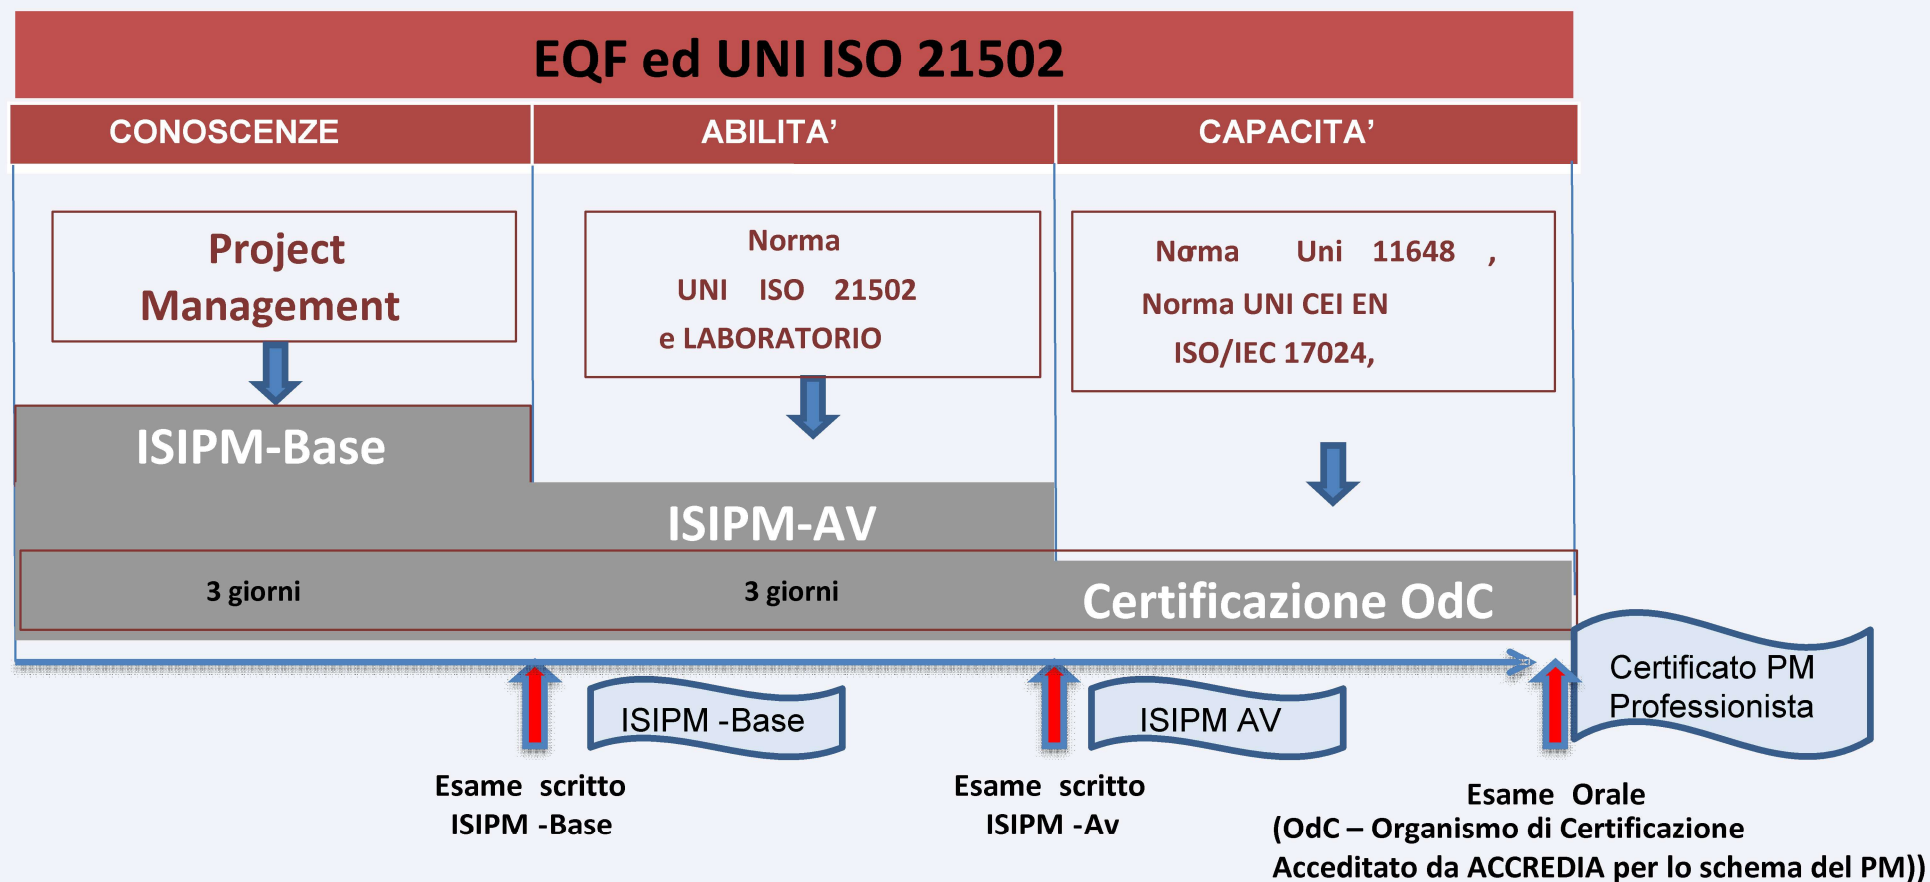 EQF ed UNI ISO 21502
CONOSCENZE
ABILITA’
CAPACITA’
Project
Management
Norma
UNI ISO 21502
e LABORATORIO
Norma Uni 11648 ,
Norma UNI CEI EN
ISO/IEC 17024,
ISIPM-Base
ISIPM-AV
3 giorni
3 giorni
Certificazione OdC
ISIPM -Base
ISIPM AV
Certificato PM
Professionista
Esame scritto
ISIPM -Base
Esame scritto
ISIPM -Av
Esame Orale
(OdC – Organismo di Certificazione
Acceditato da ACCREDIA per lo schema del PM))